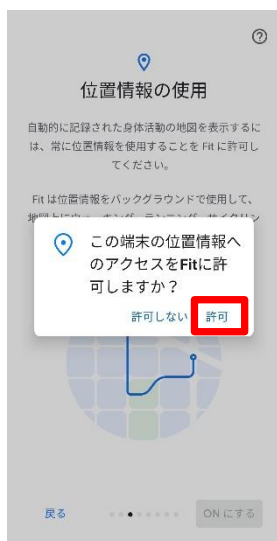 位置情報の使用
自動的に記録された身体活動の地図を表示するに
は、常に位置情報を使用することを Fit に許可し
てください。
Fit は位置情報をバックグラウンドで使用して、
この端末の位置情報へ
のアクセスをFitに許
可しますか？
許可しない 許可
戻る ON にする